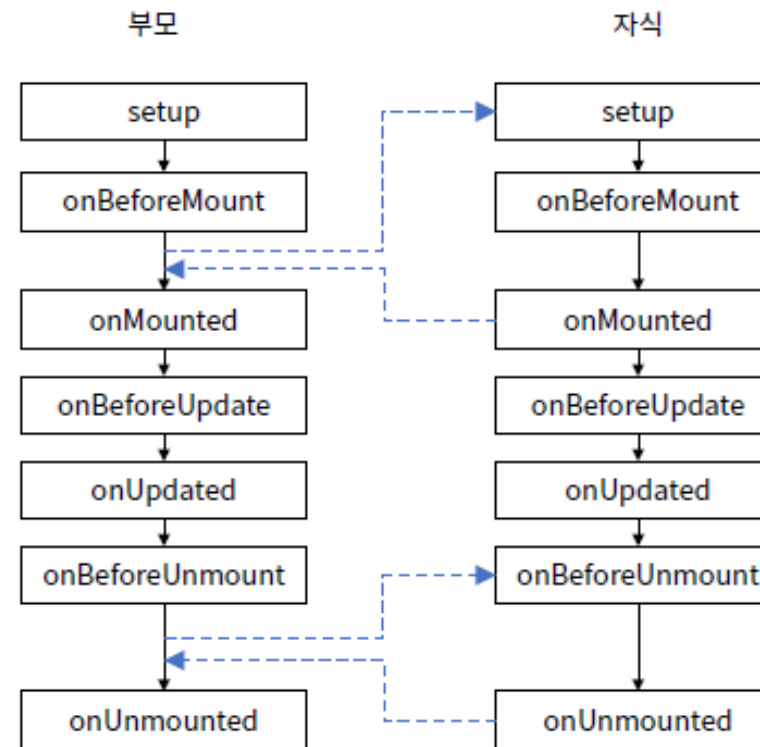 부모
자식
setup
setup
onBeforeMount
onBeforeMount
onMounted
onMounted
onBeforeUpdate
onBeforeUpdate
onUpdated
onUpdated
onBeforeUnmount
onBeforeUnmount
onUnmounted
onUnmounted